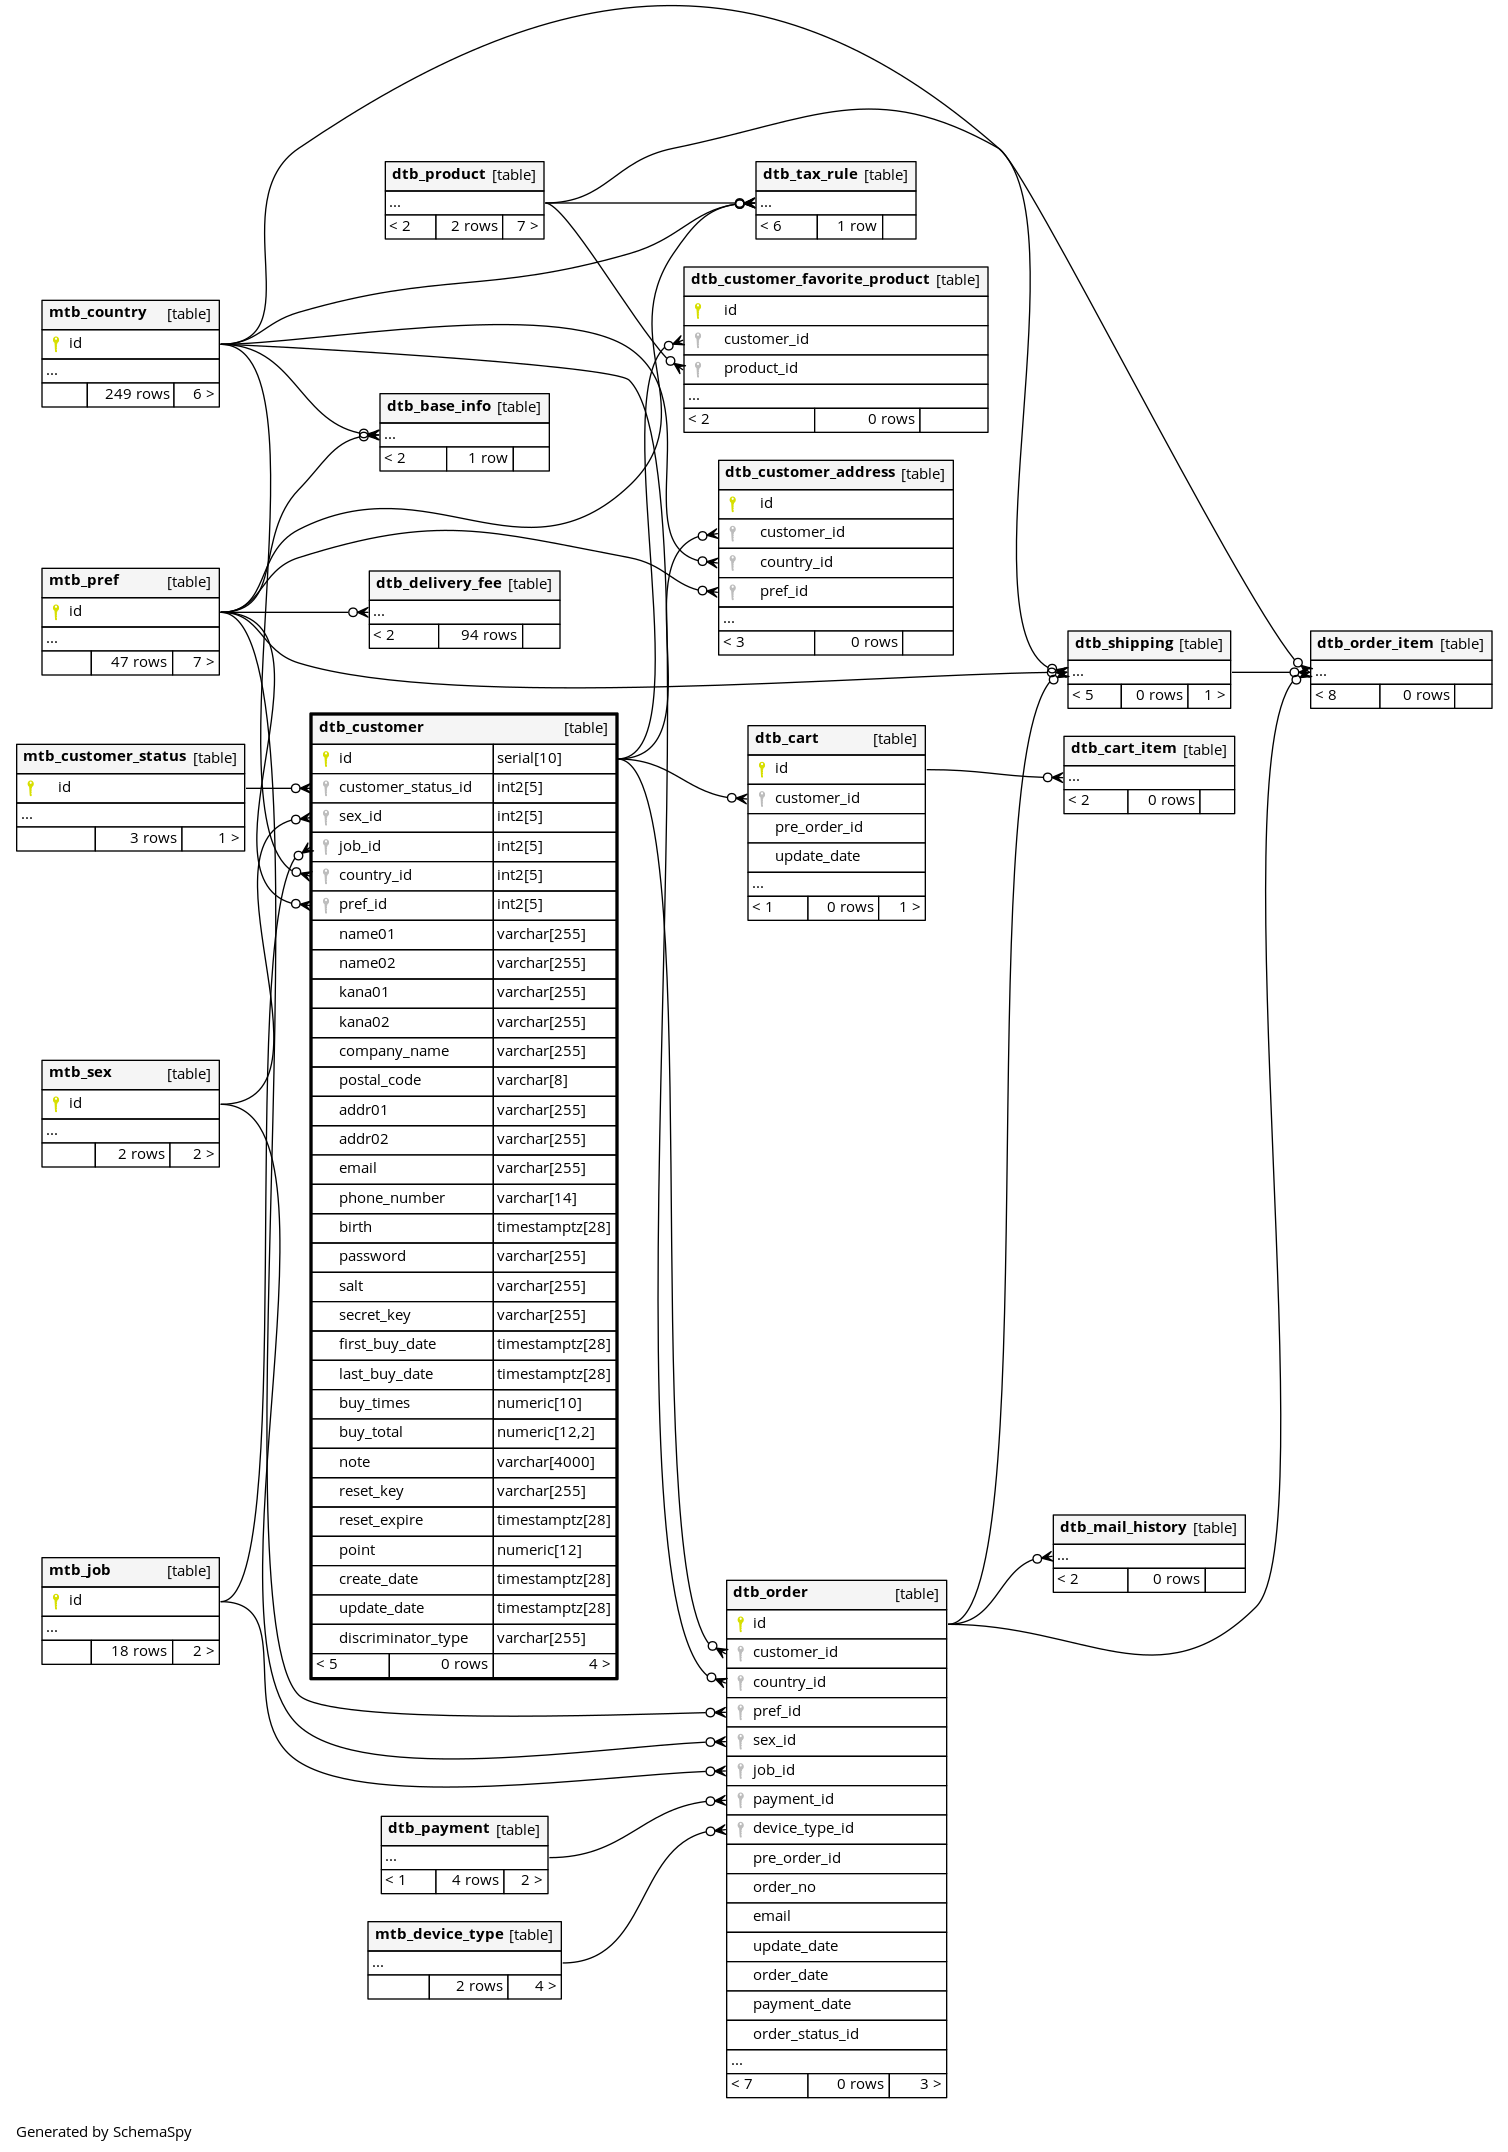 dtb_product [table]
...
< 2 2 rows 7 >
dtb_tax_rule [table]
...
< 6 1 row
dtb_customer_favorite_product [table]
id
customer_id
product_id
...
< 2 0 rows
mtb_country [table]
id
...
249 rows 6 >
dtb_base_info [table]
...
< 2 1 row
dtb_customer_address [table]
id
customer_id
country_id
pref_id
...
< 3 0 rows
mtb_pref [table]
id
...
47 rows 7 >
dtb_delivery_fee [table]
...
< 2 94 rows
dtb_shipping [table]
...
< 5 0 rows 1 >
dtb_order_item [table]
...
< 8 0 rows
mtb_customer_status [table]
id
...
3 rows 1 >
dtb_customer [table]
id serial[10]
customer_status_id int2[5]
sex_id int2[5]
job_id int2[5]
country_id int2[5]
pref_id int2[5]
name01 varchar[255]
name02 varchar[255]
kana01 varchar[255]
kana02 varchar[255]
company_name varchar[255]
postal_code varchar[8]
addr01 varchar[255]
addr02 varchar[255]
email varchar[255]
phone_number varchar[14]
birth timestamptz[28]
password varchar[255]
salt varchar[255]
secret_key varchar[255]
first_buy_date timestamptz[28]
last_buy_date timestamptz[28]
buy_times numeric[10]
buy_total numeric[12,2]
note varchar[4000]
reset_key varchar[255]
reset_expire timestamptz[28]
point numeric[12]
create_date timestamptz[28]
update_date timestamptz[28]
discriminator_type varchar[255]
< 5 0 rows 4 >
dtb_cart [table]
id
customer_id
pre_order_id
update_date
...
< 1 0 rows 1 >
dtb_cart_item [table]
...
< 2 0 rows
mtb_sex [table]
id
...
2 rows 2 >
mtb_job [table]
id
...
18 rows 2 >
dtb_mail_history [table]
...
< 2 0 rows
dtb_order [table]
id
customer_id
country_id
pref_id
sex_id
job_id
payment_id
device_type_id
pre_order_id
order_no
email
update_date
order_date
payment_date
order_status_id
...
< 7 0 rows 3 >
dtb_payment [table]
...
< 1 4 rows 2 >
mtb_device_type [table]
...
2 rows 4 >
Generated by SchemaSpy